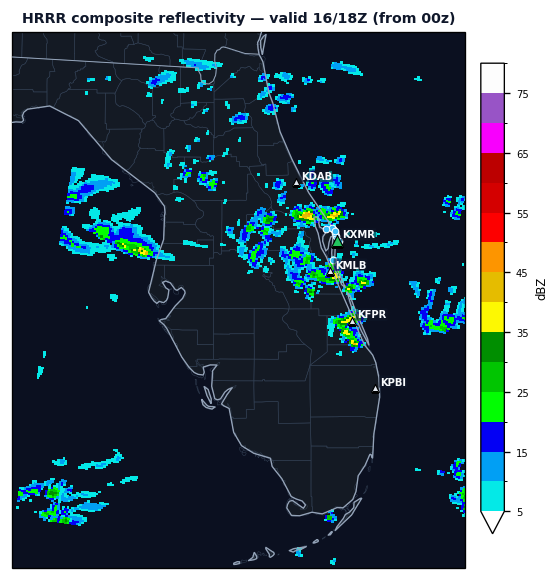 HRRR composite reflectivity — valid 16/18Z (from 00z)
KDAB
KXMR
KMLB
KFPR
KPBI
75
65
55
45
35
25
15
5
dBZ